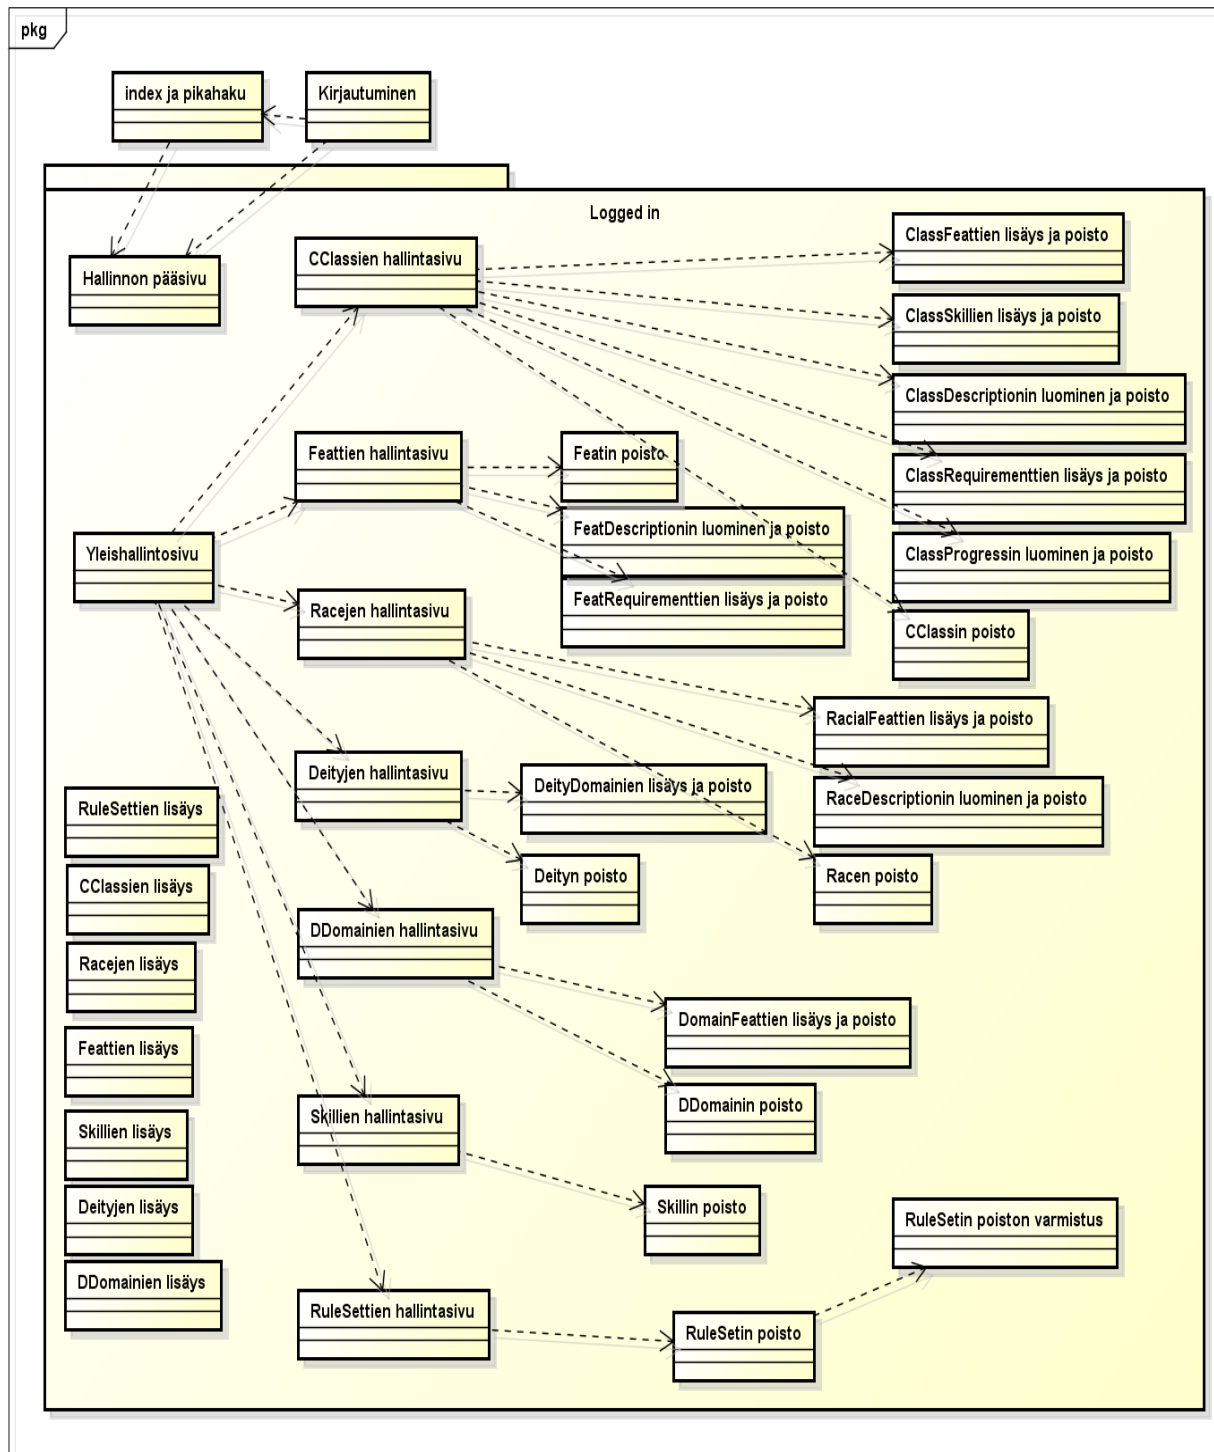 pkg
index ja pikahaku
Kirjautuminen
Logged in
Hallinnon pääsivu
CClassien hallintasivu
ClassFeattien lisäys ja poisto
ClassSkillien lisäys ja poisto
ClassDescriptionin luominen ja poisto
Feattien hallintasivu
Featin poisto
ClassRequirementtien lisäys ja poisto
FeatDescriptionin luominen ja poisto
Yleishallintosivu
ClassProgressin luominen ja poisto
FeatRequirementtien lisäys ja poisto
Racejen hallintasivu
CClassin poisto
RacialFeattien lisäys ja poisto
Deityjen hallintasivu
DeityDomainien lisäys ja poisto
RaceDescriptionin luominen ja poisto
RuleSettien lisäys
CClassien lisäys
Deityn poisto
Racen poisto
DDomainien hallintasivu
Racejen lisäys
DomainFeattien lisäys ja poisto
Feattien lisäys
DDomainin poisto
Skillien hallintasivu
Skillien lisäys
Skillin poisto
Deityjen lisäys
RuleSetin poiston varmistus
DDomainien lisäys
RuleSettien hallintasivu
RuleSetin poisto